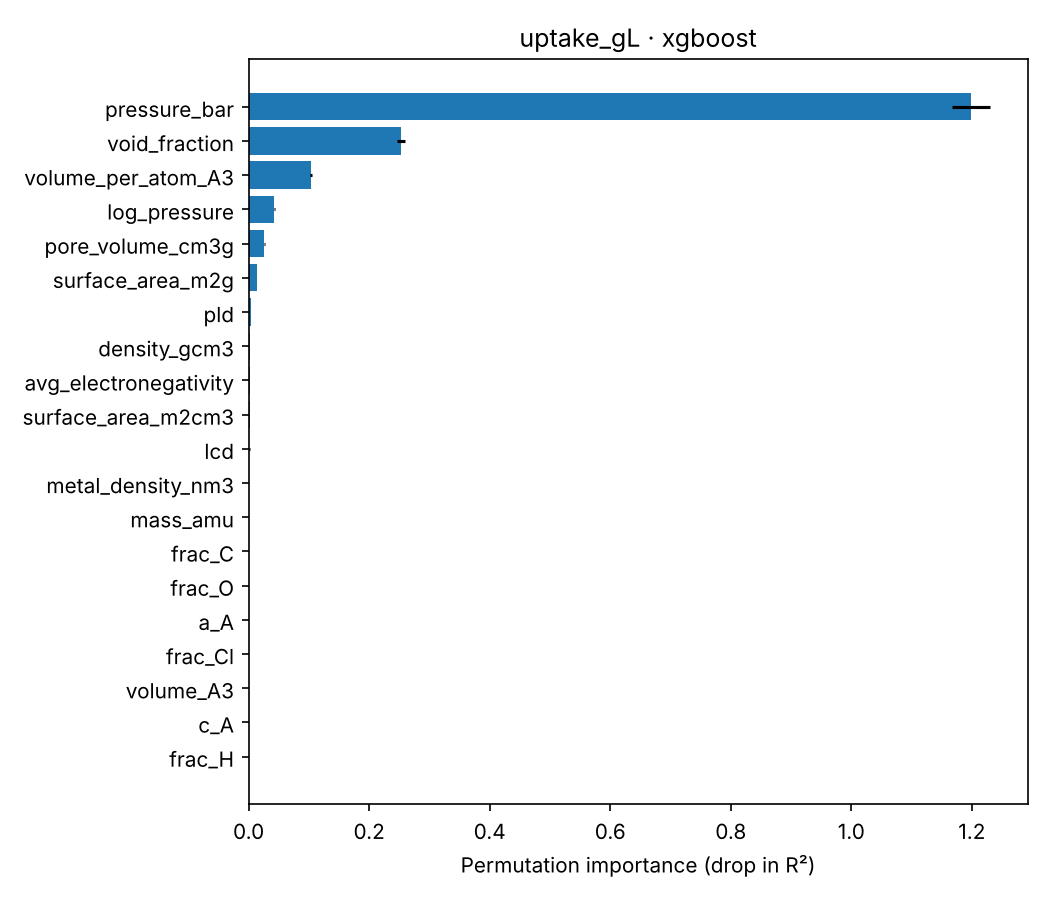 uptake_gL · xgboost
pressure_bar
void_fraction
volume_per_atom_A3
log_pressure
pore_volume_cm3g
surface_area_m2g
pld
density_gcm3
avg_electronegativity
surface_area_m2cm3
lcd
metal_density_nm3
mass_amu
frac_C
frac_O
a_A
frac_Cl
volume_A3
c_A
frac_H
0.0 0.2 0.4 0.6 0.8 1.0 1.2
Permutation importance (drop in R²)